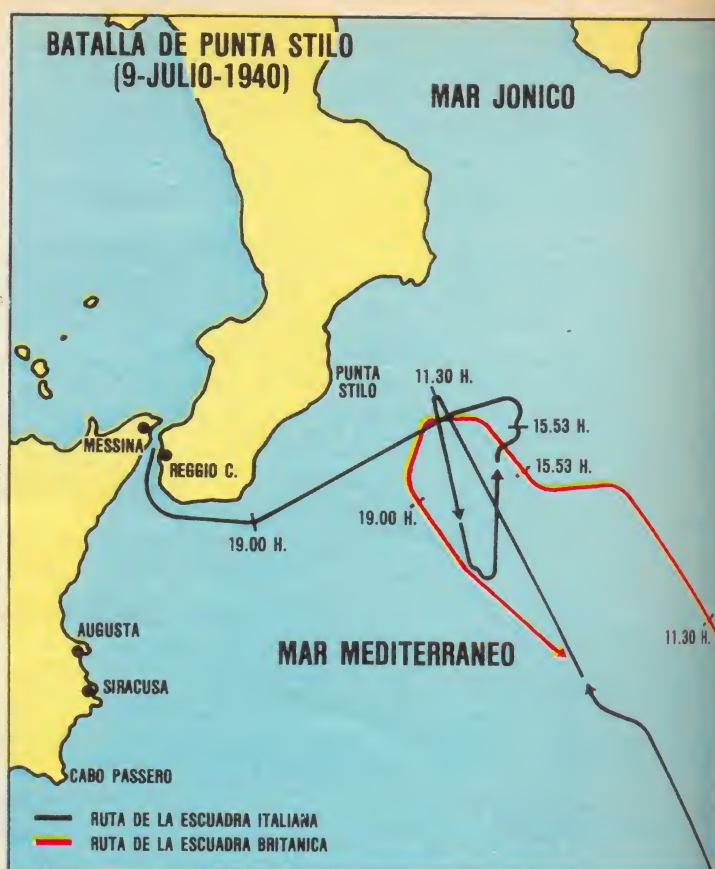 BATALLA DE PUNTA STILO
(9-JULIO-1940)
MAR JONICO
PUNTA
STILO
11.30 H.
15.53 H.
15.53 H.
MESSINA
REGGIO C.
19.00 H.
19.00 H.
11.30 H.
AUGUSTA
MAR MEDITERRANEO
SIRACUSA
CABO PASSERO
RUTA DE LA ESCUADRA ITALIANA
RUTA DE LA ESCUADRA BRITANICA